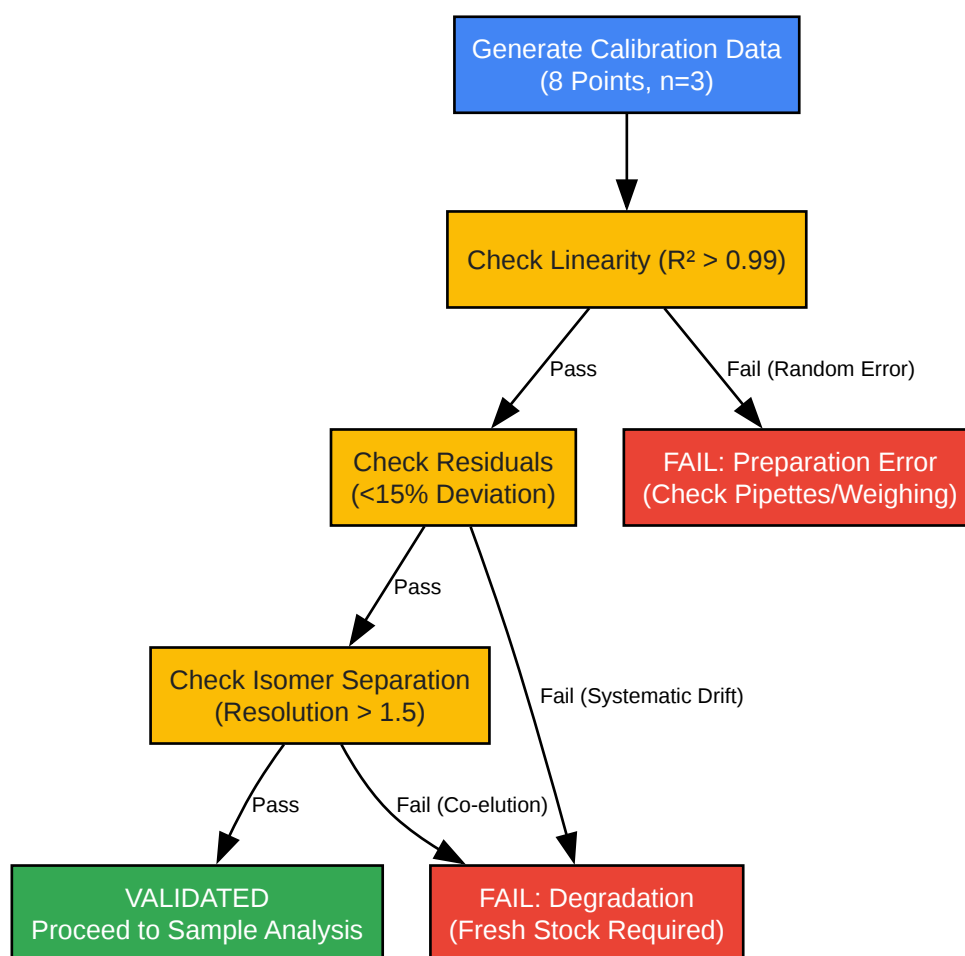 Generate Calibration Data
(8 Points, n=3)
Check Linearity (R² > 0.99)
Pass
Fail (Random Error)
Check Residuals
(<15% Deviation)
FAIL: Preparation Error
(Check Pipettes/Weighing)
Pass
Check Isomer Separation
(Resolution > 1.5)
Fail (Systematic Drift)
Pass
Fail (Co-elution)
VALIDATED
Proceed to Sample Analysis
FAIL: Degradation
(Fresh Stock Required)